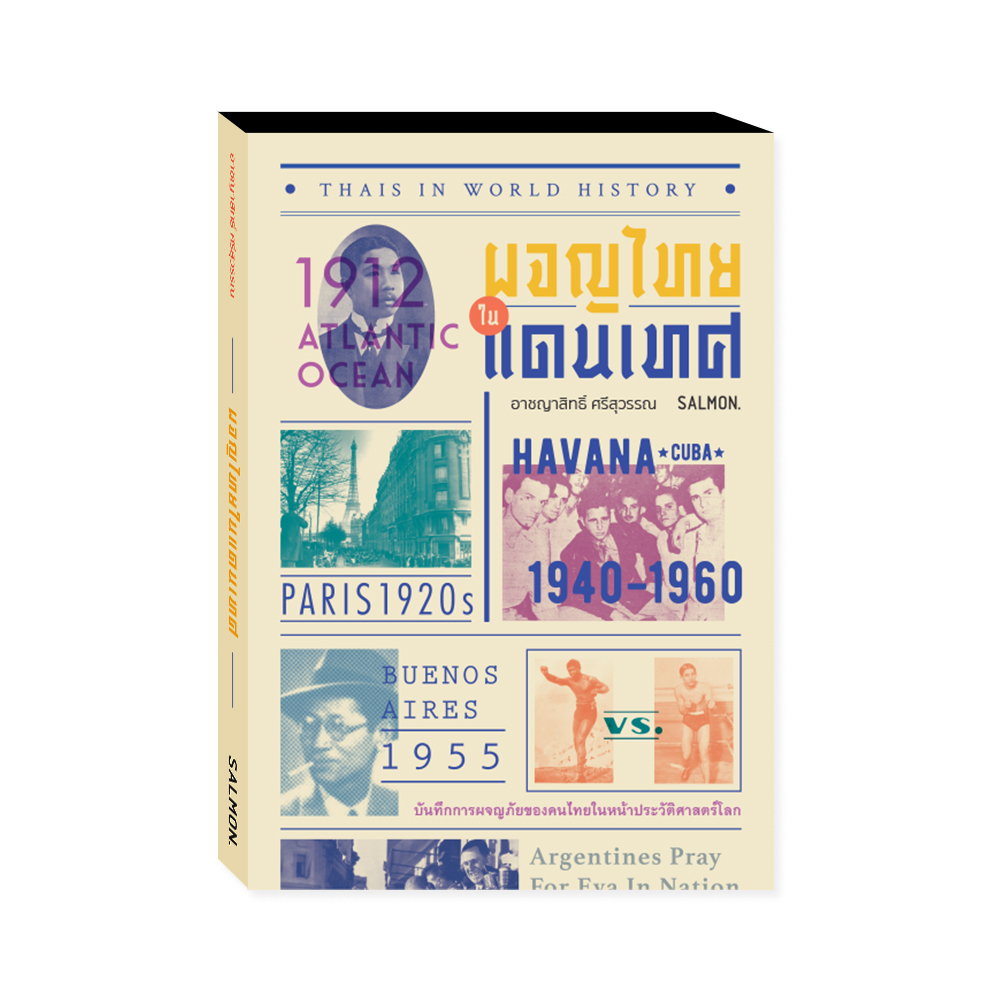 THAIS IN WORLD HISTORY
1912
ATLANTIC
OCEAN
ผจญไทย
ใน
แดนเทศ
อาชญาสิทธิ์ ศรีสุวรรณ SALMON.
HAVANA CUBA
1940-1960
PARIS 1920s
BUENOS
AIRES
1955
VS.
บันทึกการผจญภัยของคนไทยในหน้าประวัติศาสตร์โลก
Argentines Pray
For Eva In Nation
อาชญาสิทธิ์ ศรีสุวรรณ
ผจญไทยในแดนเทศ
SALMON.